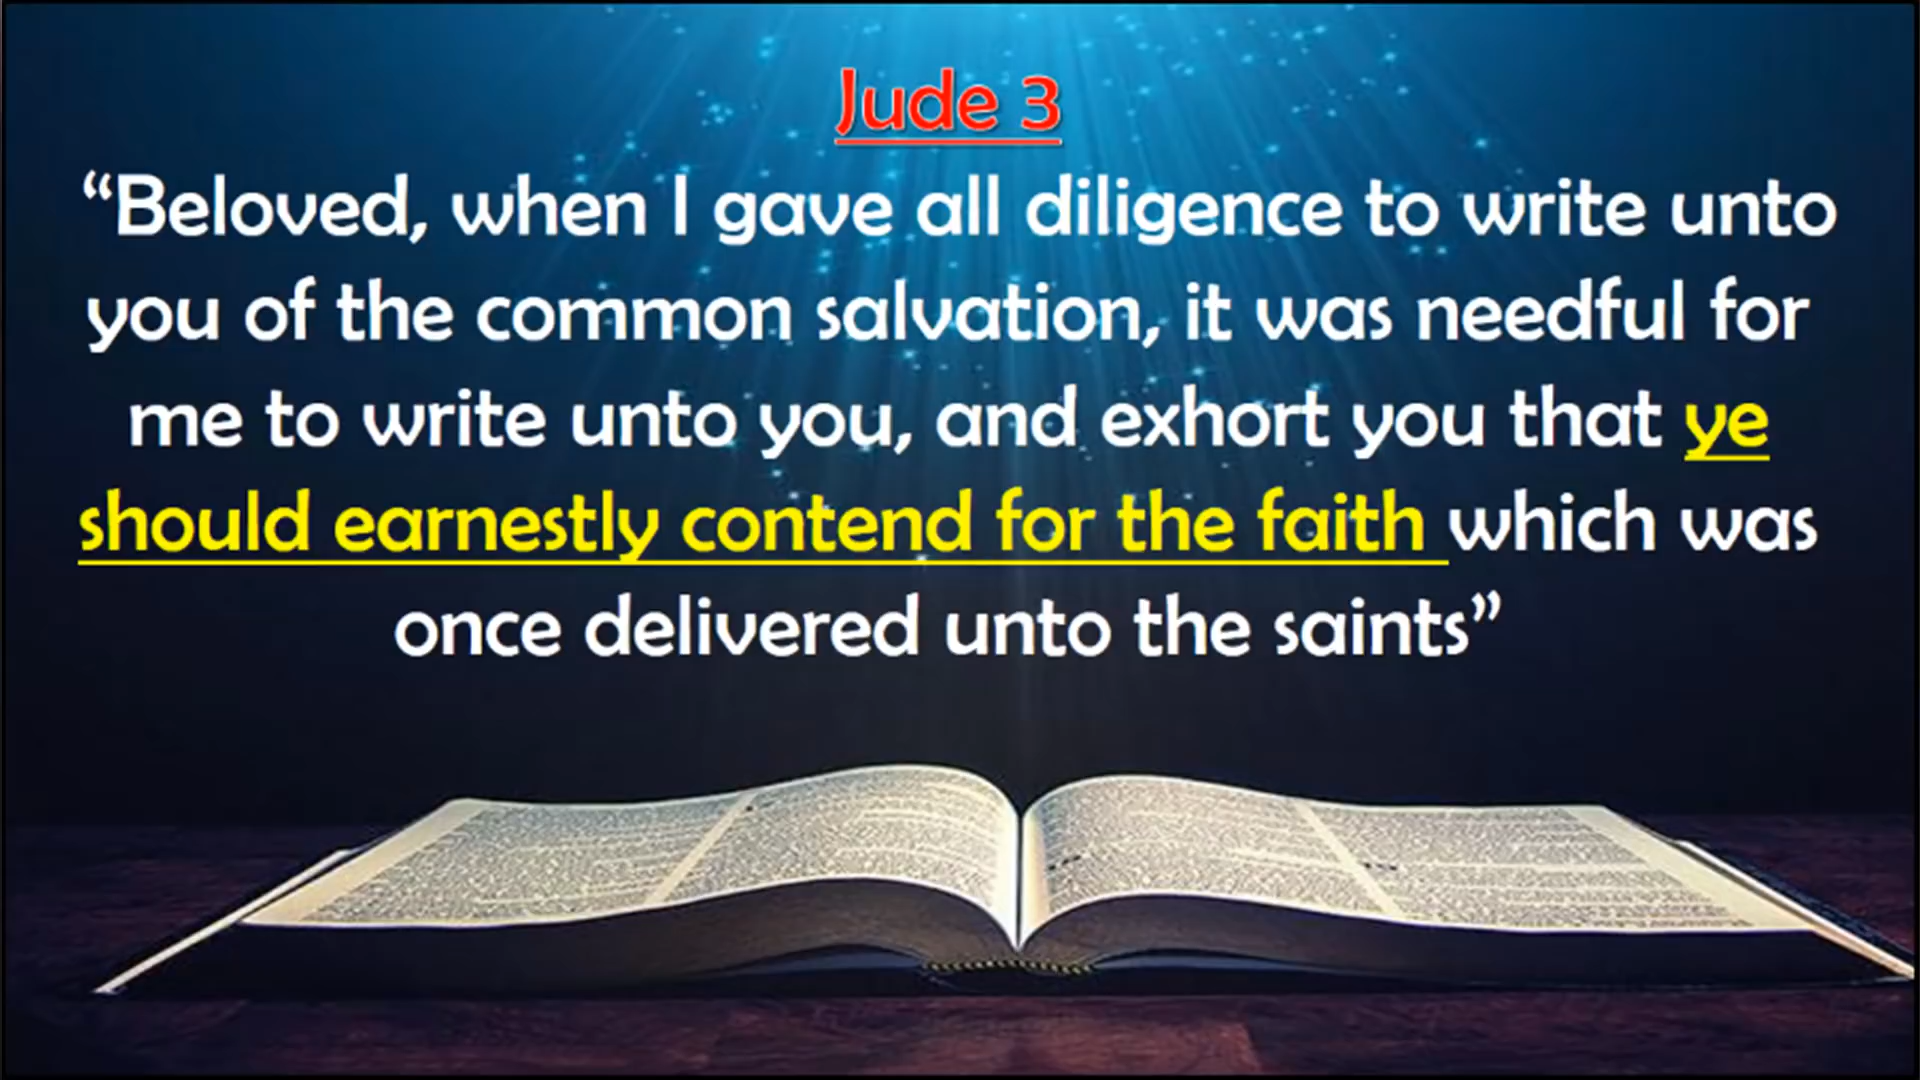 Jude 3
“Beloved, when I gave all diligence to write unto
you of the common salvation, it was needful for
me to write unto you, and exhort you that ye
should earnestly contend for the faith which was
once delivered unto the saints”